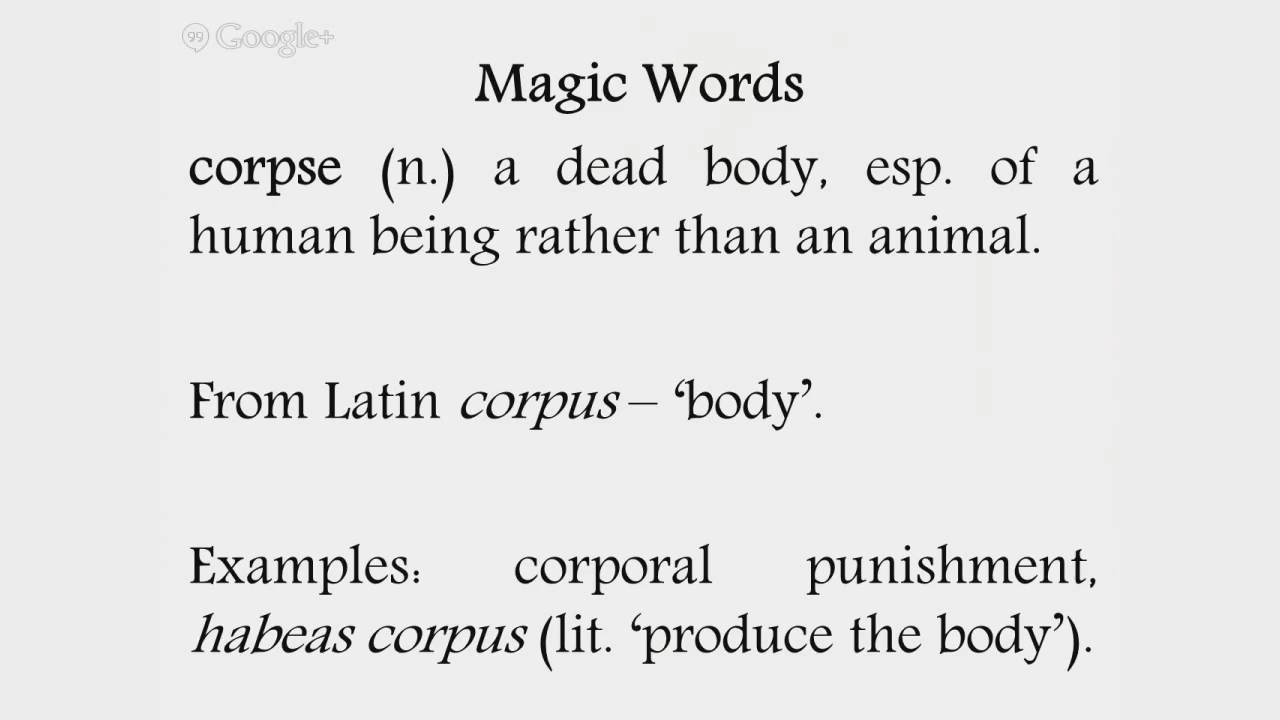 Google+
Magic Words
corpse (n.) a dead body, esp. of a
human being rather than an animal.
From Latin corpus – ‘body’.
Examples: corporal punishment,
habeas corpus (lit. ‘produce the body’).